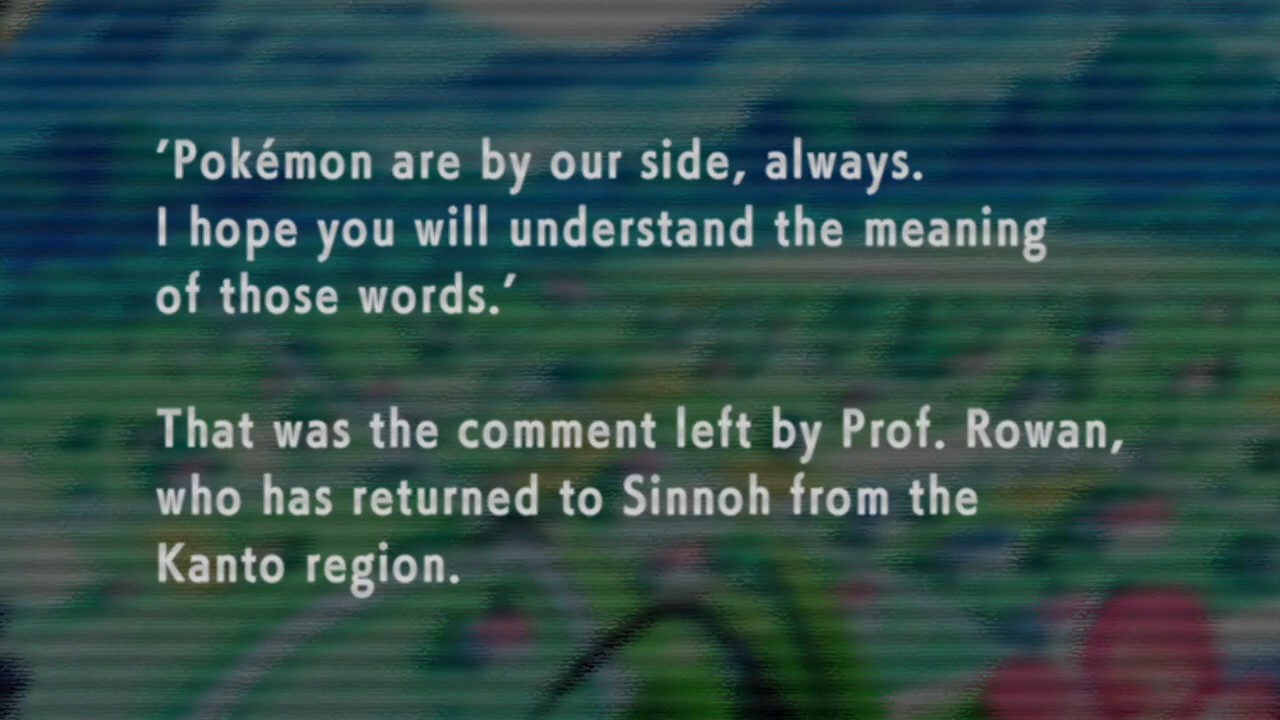 ′Pokémon are by our side, always.
I hope you will understand the meaning
of those words.′
That was the comment left by Prof. Rowan,
who has returned to Sinnoh from the
Kanto region.